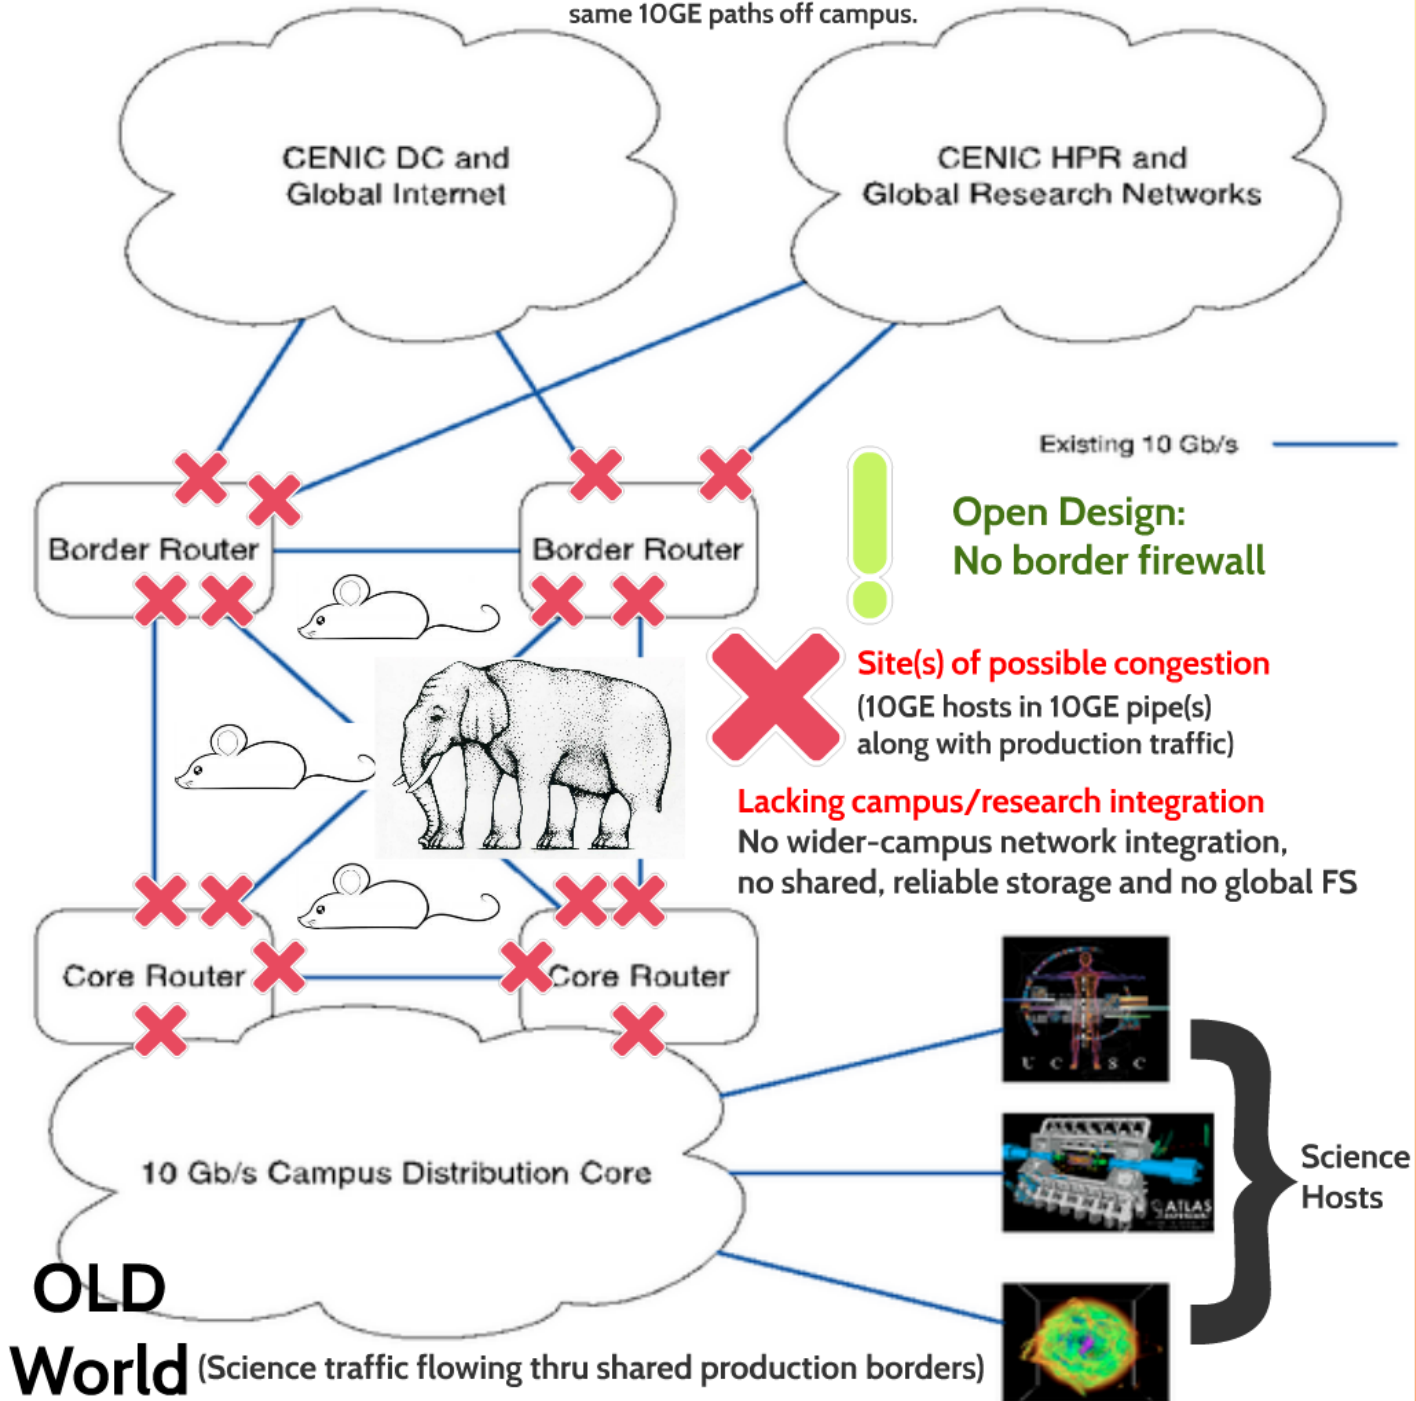 same 10GE paths off campus.
CENIC DC and
Global Internet
CENIC HPR and
Global Research Networks
Existing 10 Gb/s
Border Router
Border Router
Open Design:
No border firewall
Site(s) of possible congestion
(10GE hosts in 10GE pipe(s)
along with production traffic)
Lacking campus/research integration
No wider-campus network integration,
no shared, reliable storage and no global FS
Core Router
Core Router
U C S C
10 Gb/s Campus Distribution Core
ATLAS
Science
Hosts
OLD
World
(Science traffic flowing thru shared production borders)